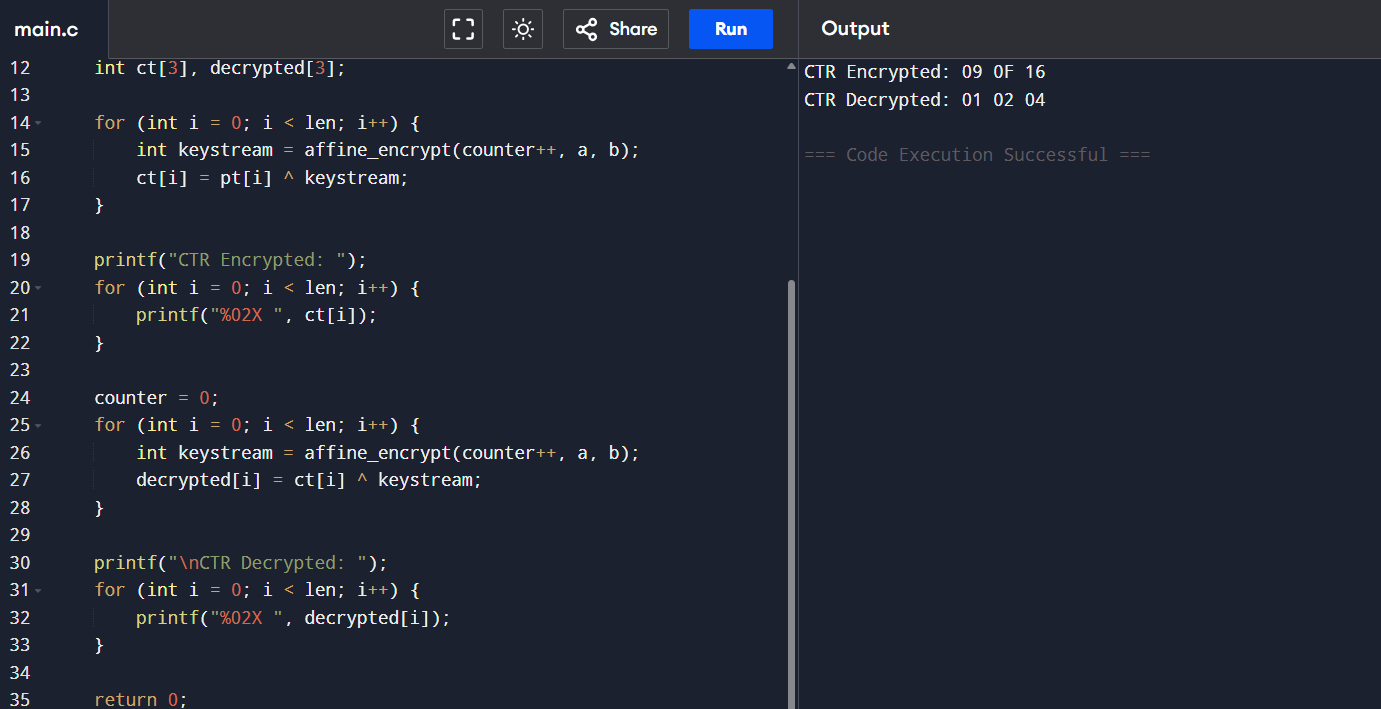 main.c
Share
Run
Output
12 int ct[3], decrypted[3];
13
14 for (int i = 0; i < len; i++) {
15 int keystream = affine_encrypt(counter++, a, b);
16 ct[i] = pt[i] ^ keystream;
17 }
18
19 printf("CTR Encrypted: ");
20 for (int i = 0; i < len; i++) {
21 printf("%02X ", ct[i]);
22 }
23
24 counter = 0;
25 for (int i = 0; i < len; i++) {
26 int keystream = affine_encrypt(counter++, a, b);
27 decrypted[i] = ct[i] ^ keystream;
28 }
29
30 printf("\nCTR Decrypted: ");
31 for (int i = 0; i < len; i++) {
32 printf("%02X ", decrypted[i]);
33 }
34
35 return 0;
CTR Encrypted: 09 0F 16
CTR Decrypted: 01 02 04
=== Code Execution Successful ===